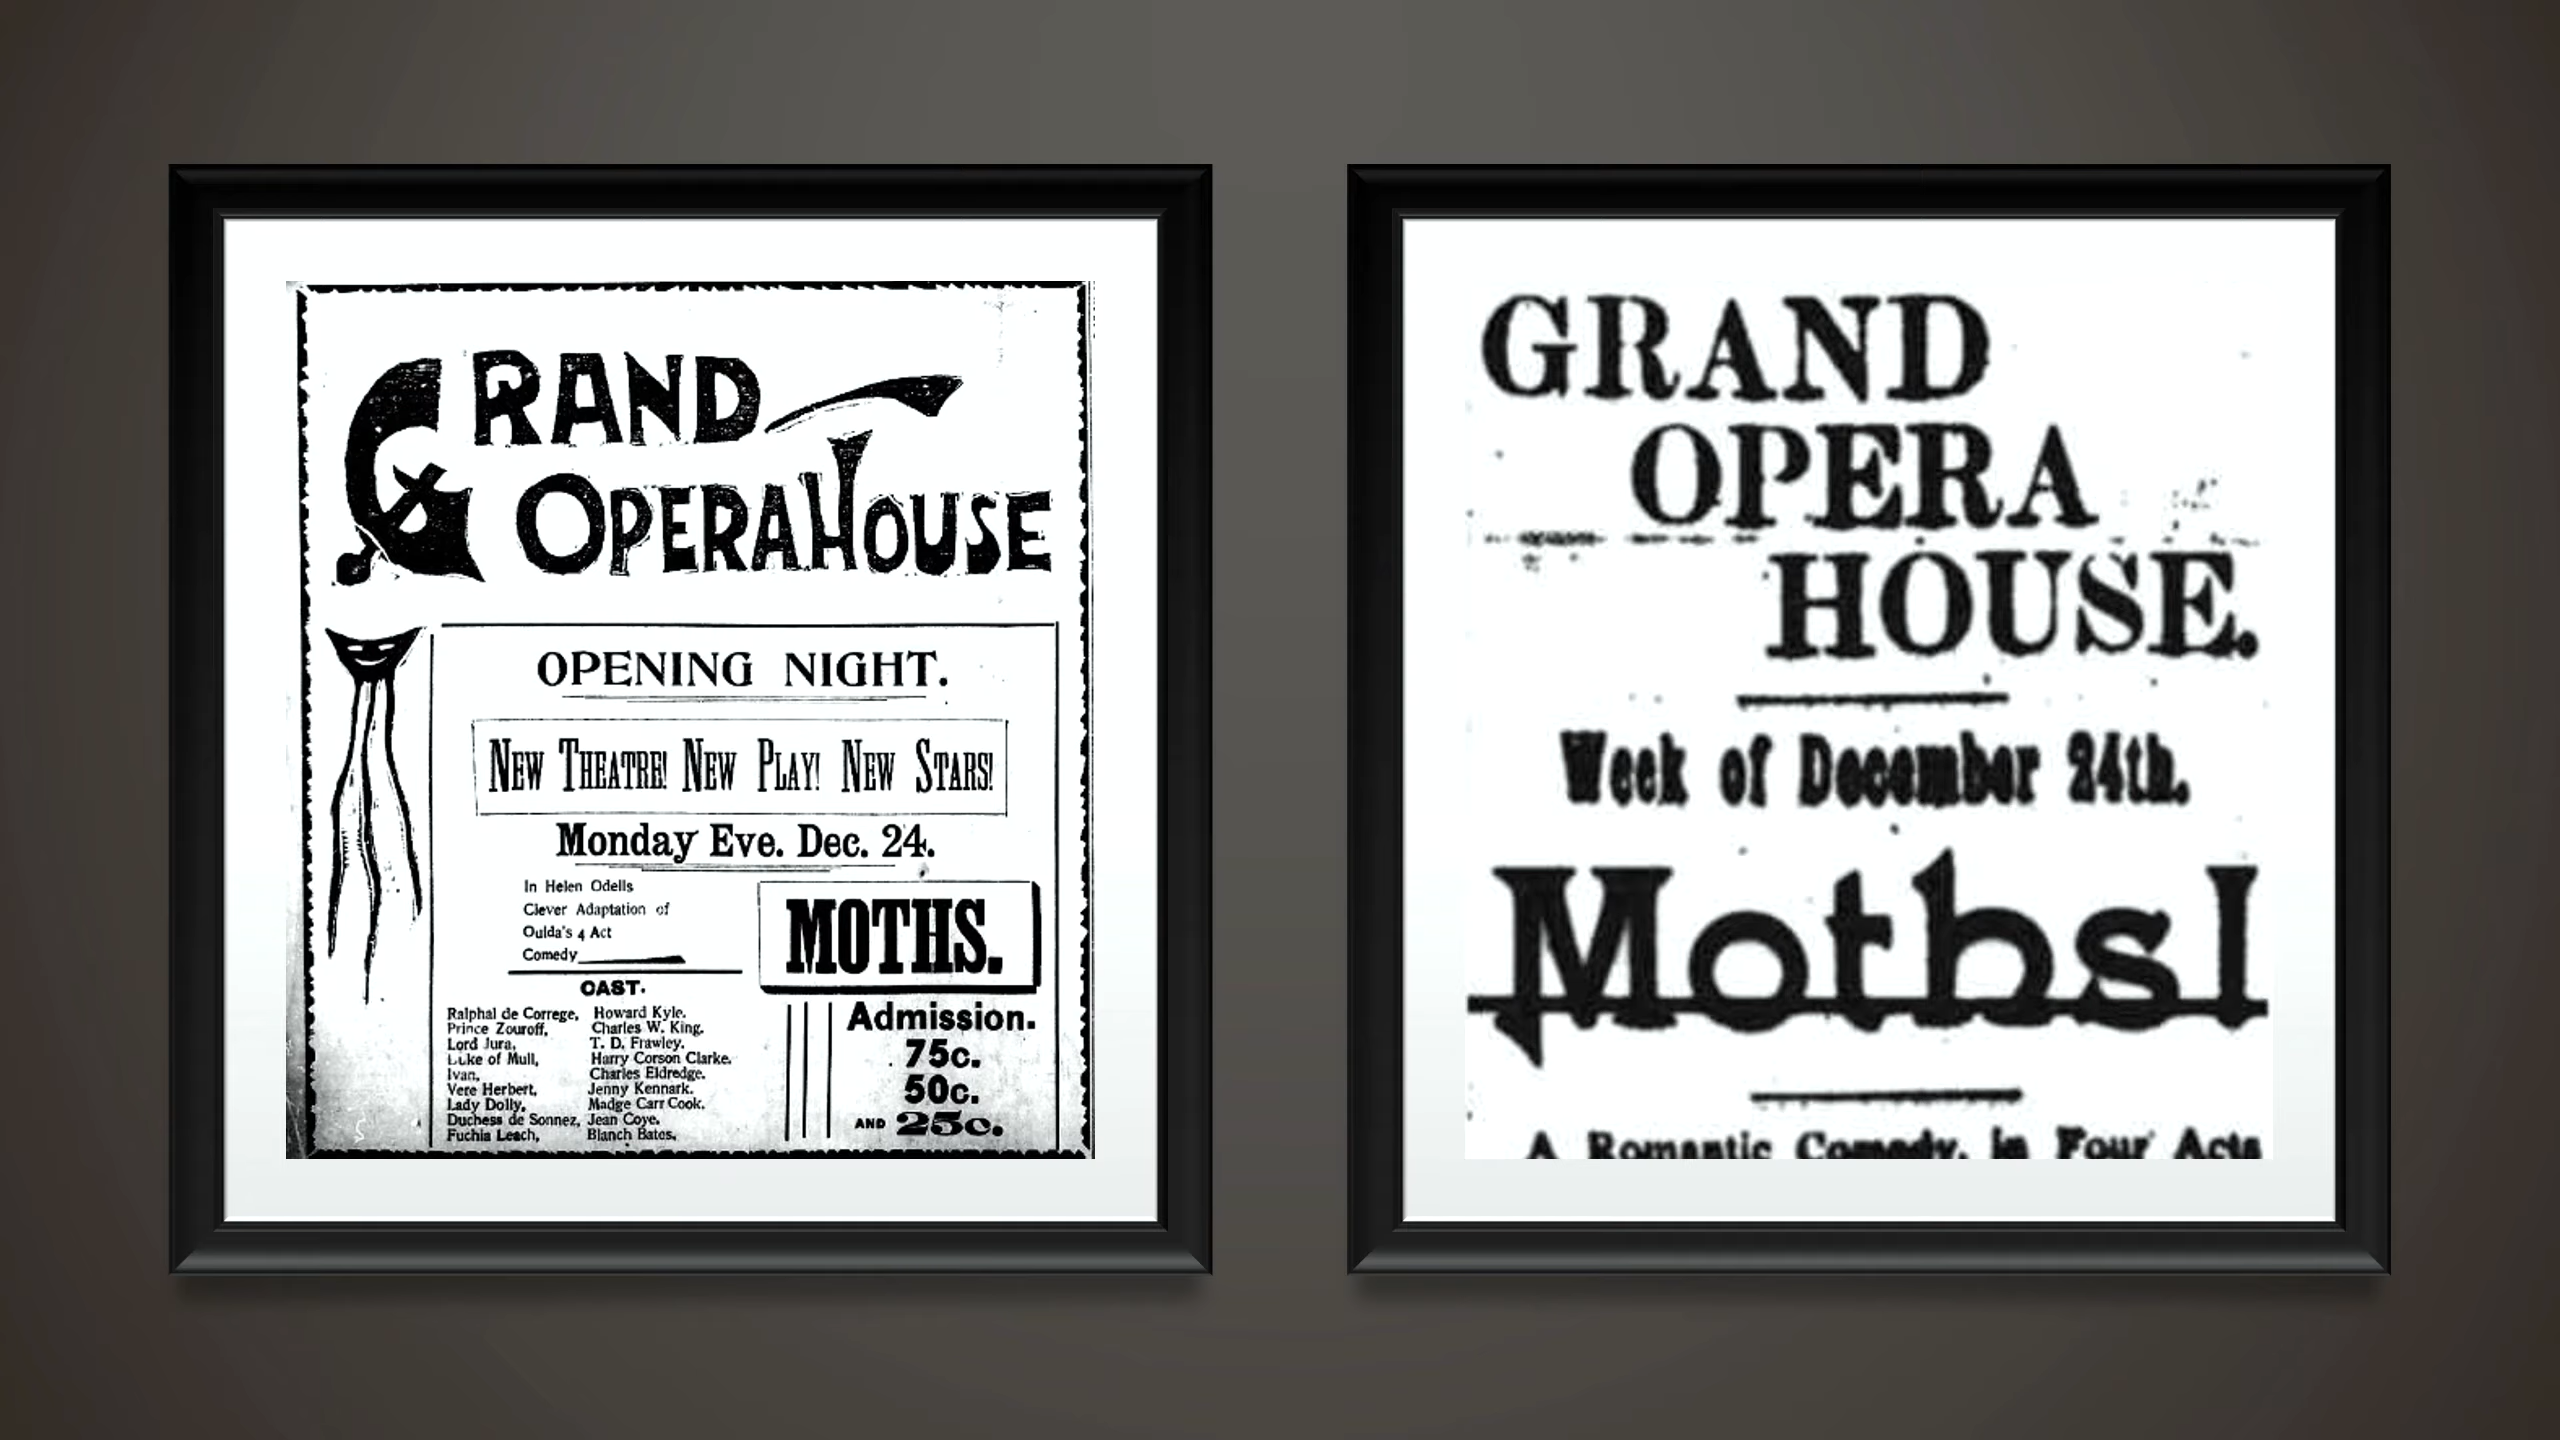 GRAND
OPERA HOUSE
OPENING NIGHT.
NEW THEATRE! NEW PLAY! NEW STARS!
Monday Eve. Dec. 24.
In Helen Odells
Clever Adaptation of
Ouida's 4 Act
Comedy
MOTHS.
CAST.
Ralphal de Correge, Howard Kyle.
Prince Zouroff, Charles W. King.
Lord Jura, T. D. Frawley.
Duke of Mull, Harry Corson Clarke.
Ivan, Charles Eldredge.
Vere Herbert, Jenny Kennark.
Lady Dolly, Madge Carr Cook.
Duchess de Sonnez, Jean Coye.
Fuchia Leach, Blanch Bates.
Admission.
75c.
50c.
AND 25c.
GRAND
OPERA
HOUSE.
Week of December 24th.
Moths!
A Romantic Comedy, in Four Acts